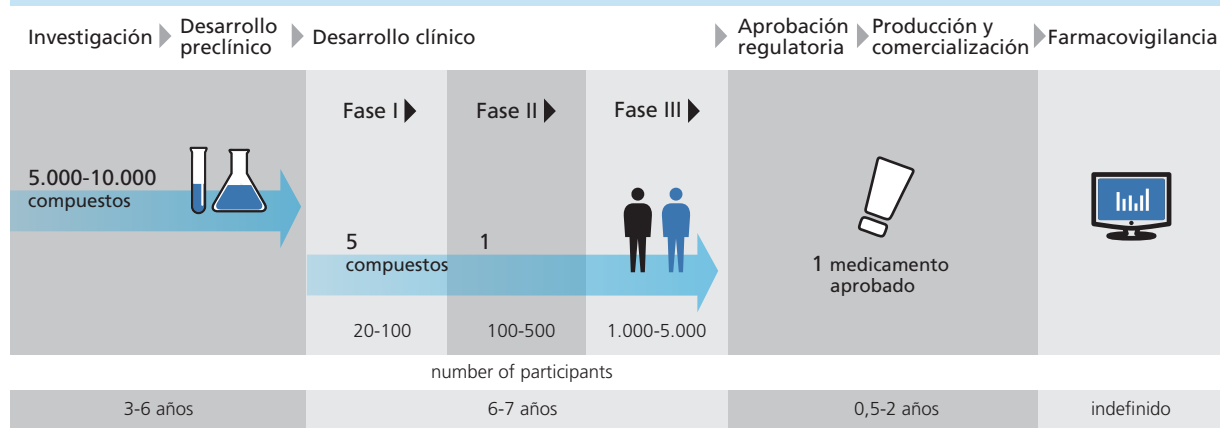 Investigación
Desarrollo
preclínico
Desarrollo clínico
Aprobación
regulatoria
Producción y
comercialización
Farmacovigilancia
Fase I
Fase II
Fase III
5.000-10.000
compuestos
5
compuestos
1
1 medicamento
aprobado
20-100
100-500
1.000-5.000
number of participants
3-6 años
6-7 años
0,5-2 años
indefinido